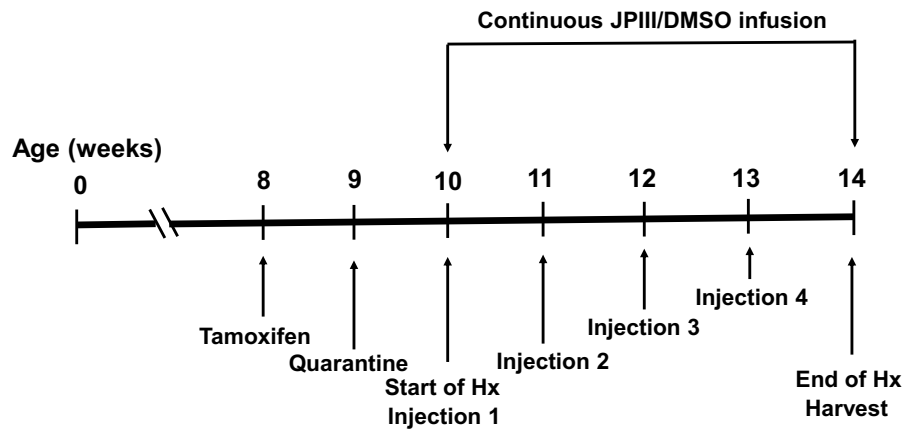 Continuous JPIII/DMSO infusion
Age (weeks)
0 8 9 10 11 12 13 14
Tamoxifen
Quarantine
Start of Hx
Injection 1
Injection 2
Injection 3
Injection 4
End of Hx
Harvest